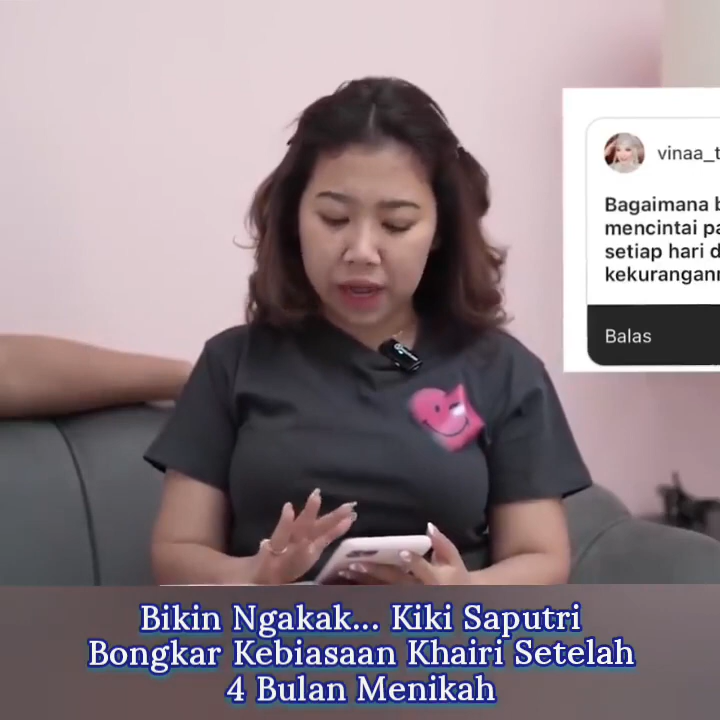 vinaa_t
Bagaimana b
mencintai pa
setiap hari d
kekurangann
Balas
Bikin Ngakak... Kiki Saputri
Bongkar Kebiasaan Khairi Setelah
4 Bulan Menikah